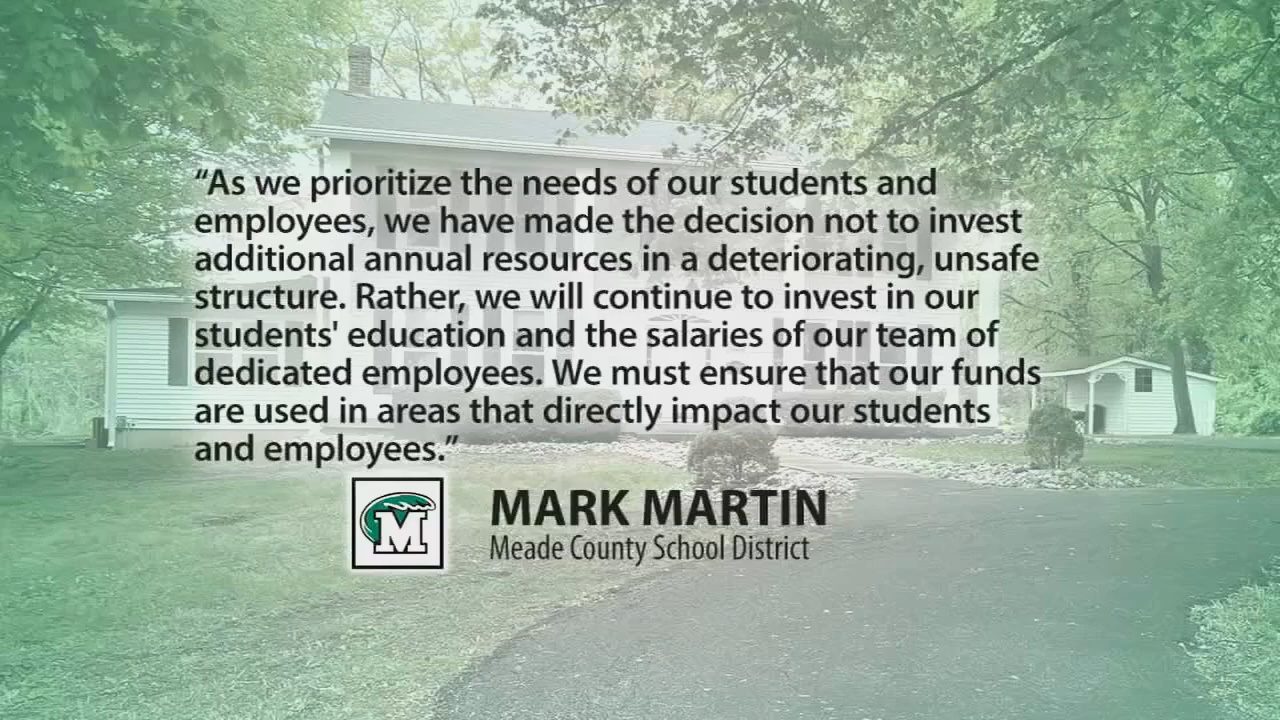 “As we prioritize the needs of our students and
employees, we have made the decision not to invest
additional annual resources in a deteriorating, unsafe
structure. Rather, we will continue to invest in our
students' education and the salaries of our team of
dedicated employees. We must ensure that our funds
are used in areas that directly impact our students
and employees.”
M
MARK MARTIN
Meade County School District